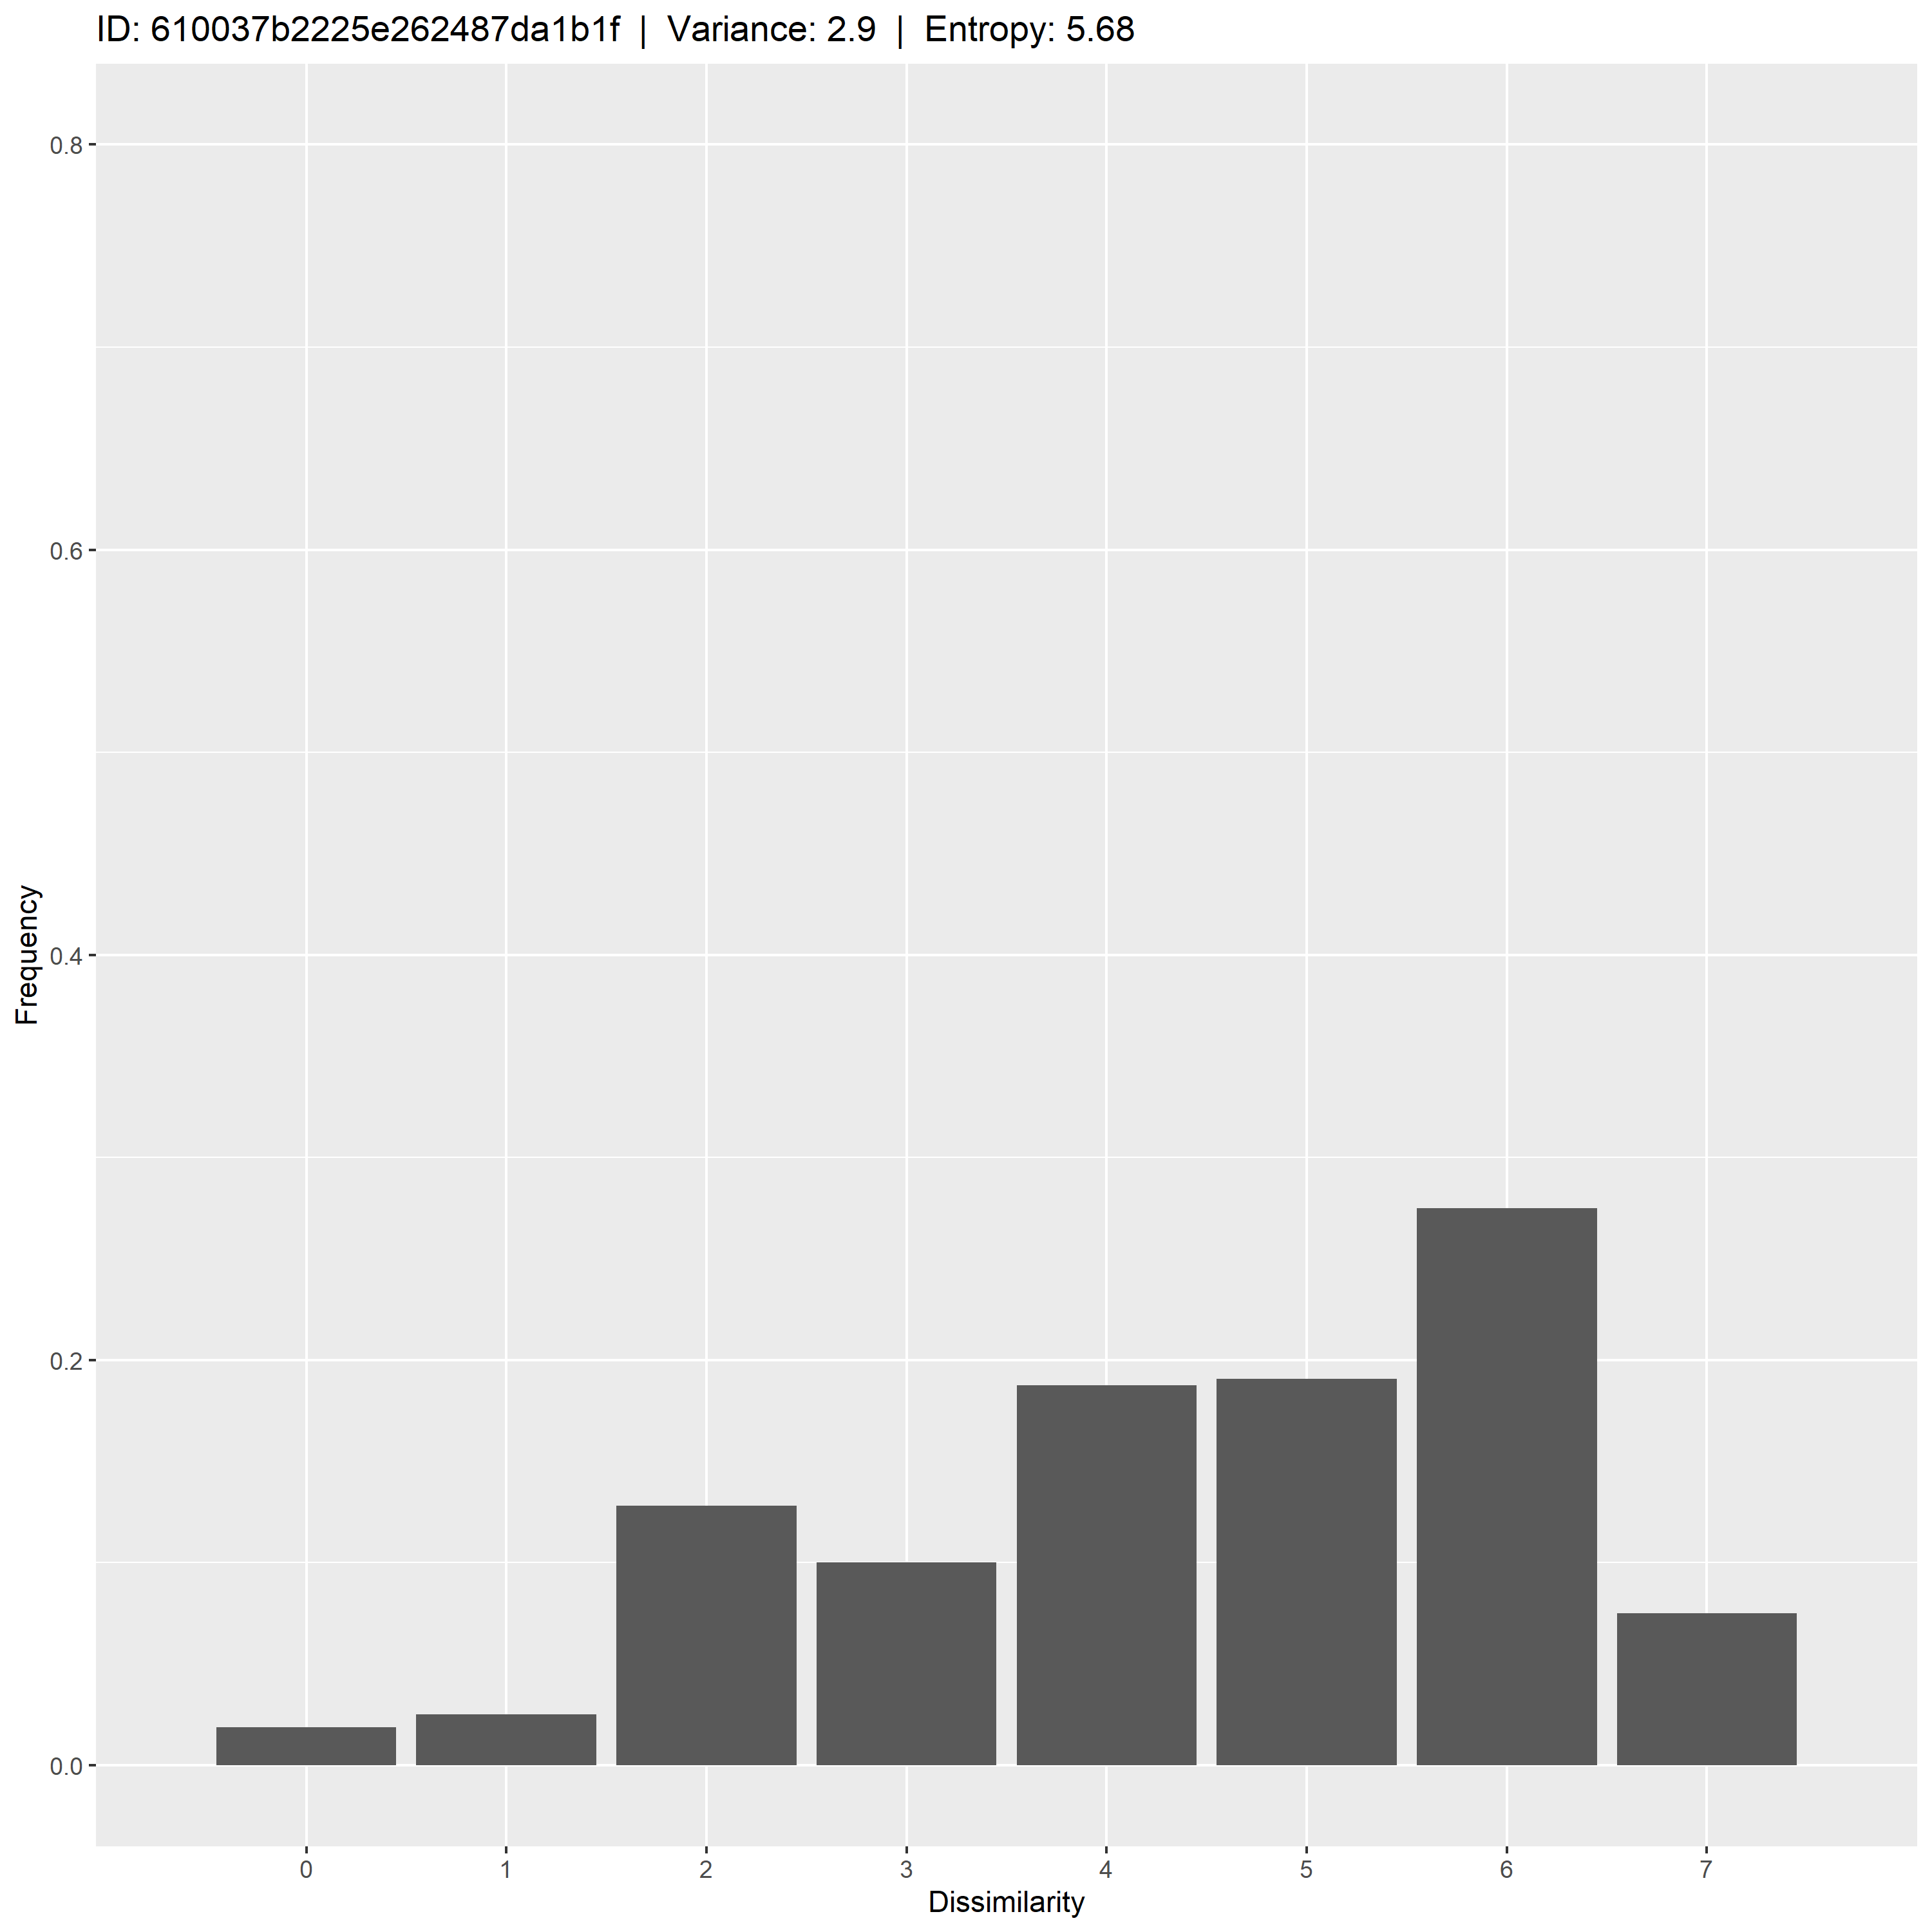 ID: 610037b2225e262487da1b1f | Variance: 2.9 | Entropy: 5.68
Frequency
0.8
0.6
0.4
0.2
0.0
0 1 2 3 4 5 6 7
Dissimilarity